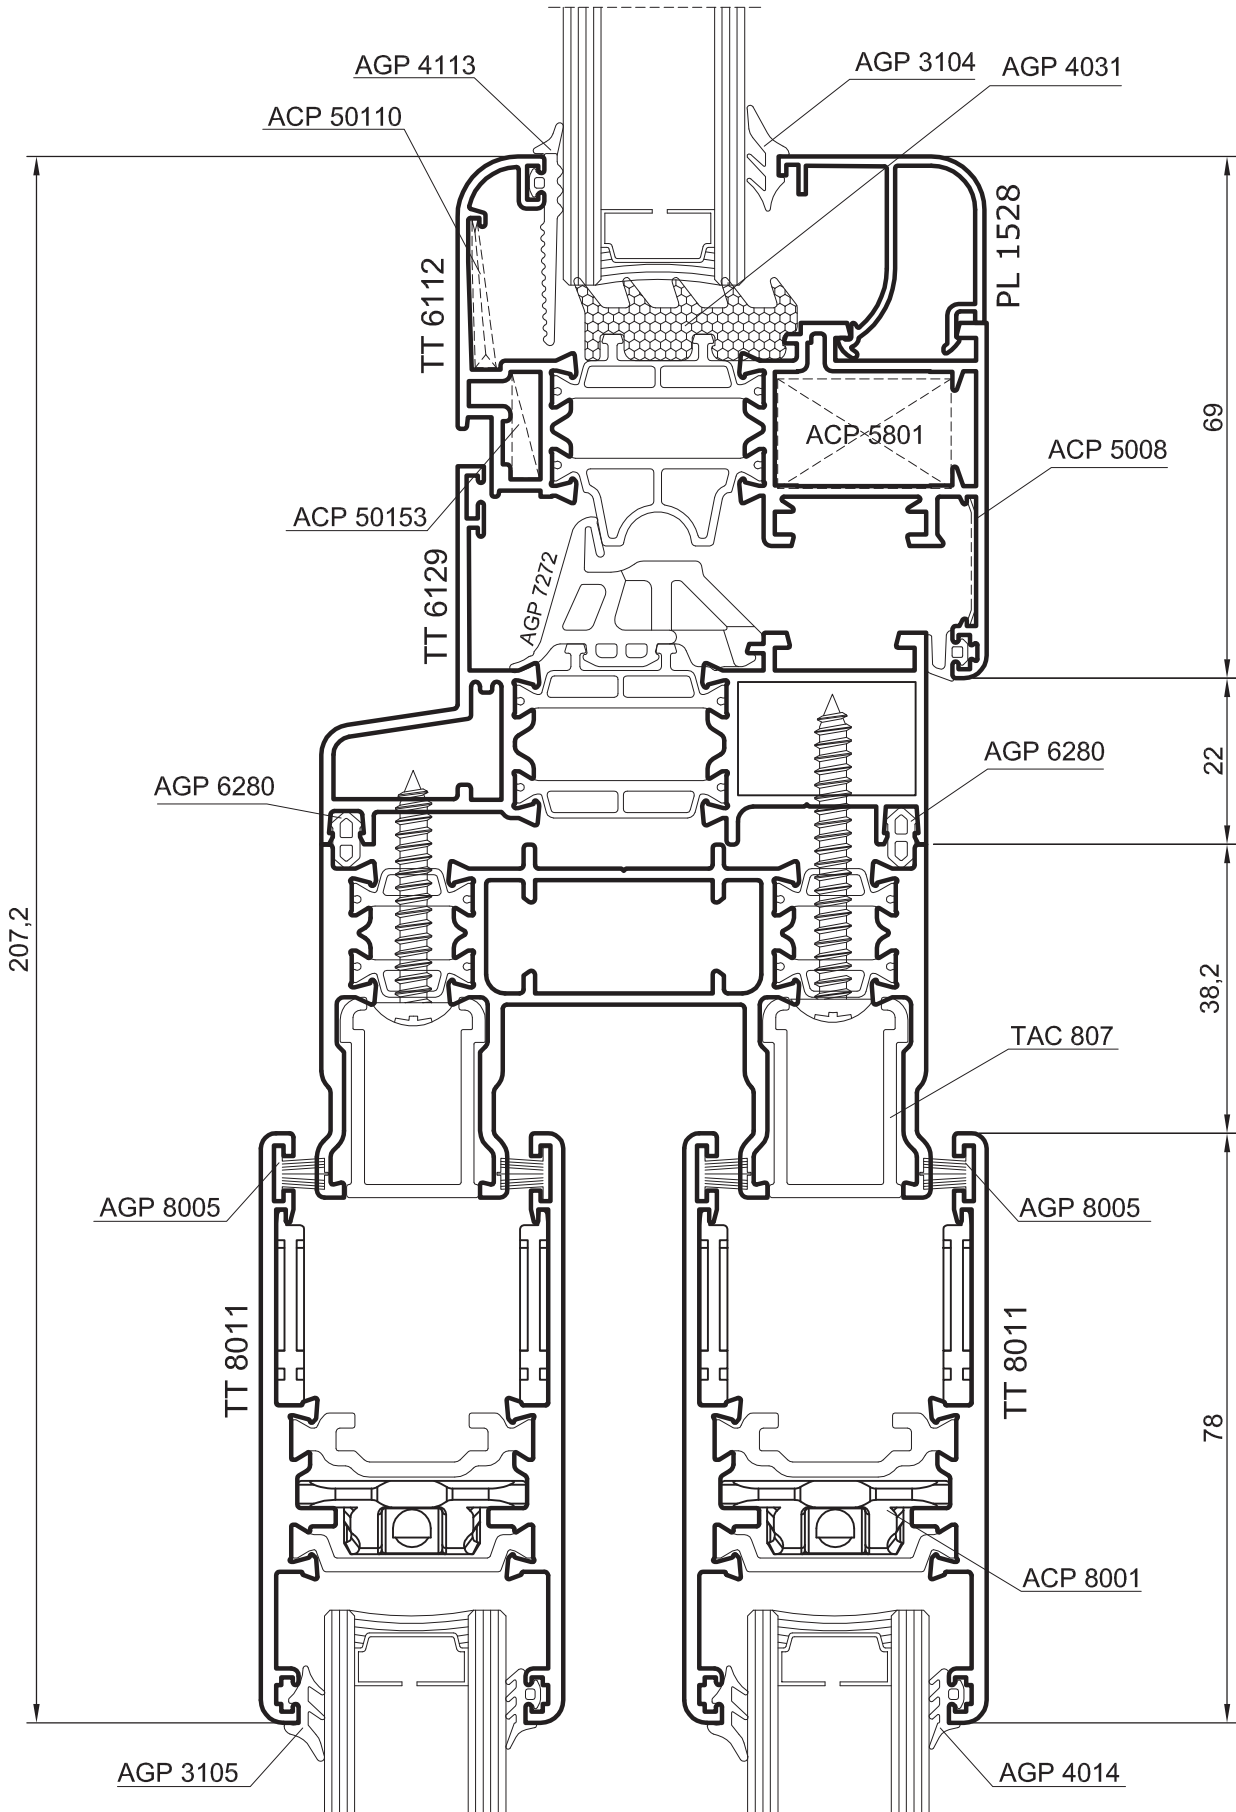 AGP 4113
AGP 3104
AGP 4031
ACP 50110
PL 1528
TT 6112
69
ACP 5801
ACP 5008
ACP 50153
TT 6129
AGP 7272
22
AGP 6280
AGP 6280
207,2
38,2
TAC 807
AGP 8005
AGP 8005
TT 8011
TT 8011
78
ACP 8001
AGP 3105
AGP 4014